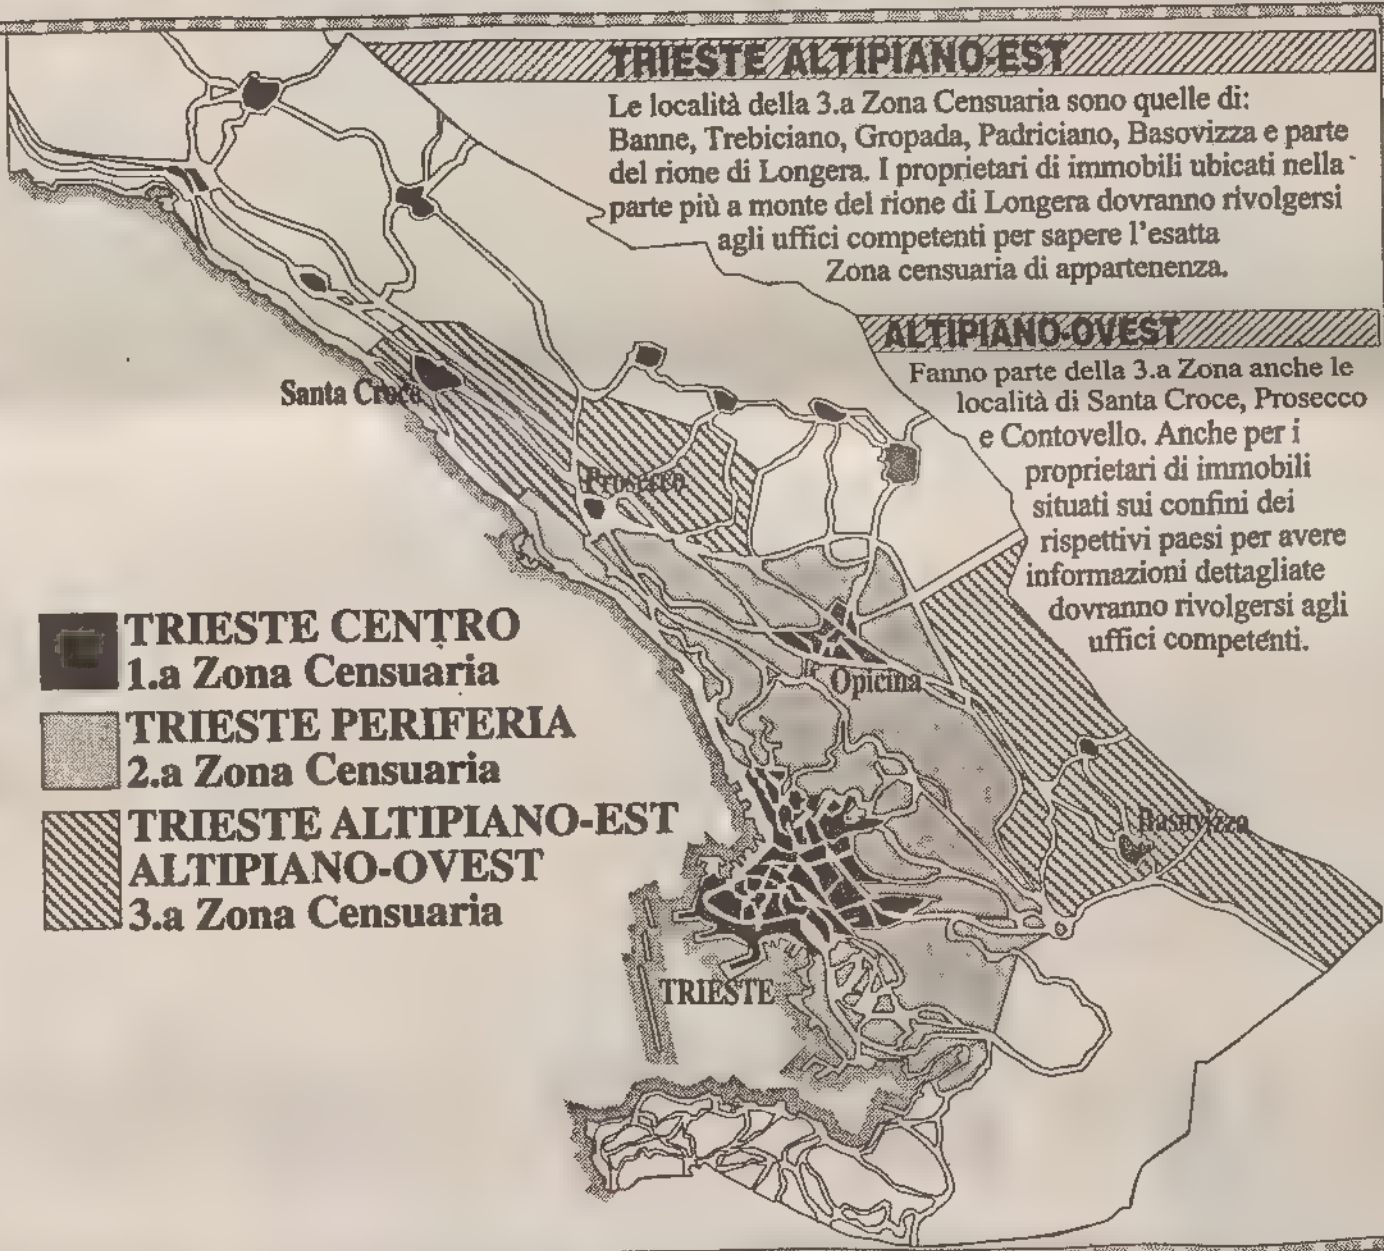 TRIESTE ALTIPIANO-EST
Le località della 3.a Zona Censuaria sono quelle di:
Banne, Trebiciano, Gropada, Padriciano, Basovizza e parte
del rione di Longera. I proprietari di immobili ubicati nella
parte più a monte del rione di Longera dovranno rivolgersi
agli uffici competenti per sapere l'esatta
Zona censuaria di appartenenza.
ALTIPIANO-OVEST
Fanno parte della 3.a Zona anche le
località di Santa Croce, Prosecco
e Contovello. Anche per i
proprietari di immobili
situati sui confini dei
rispettivi paesi per avere
informazioni dettagliate
dovranno rivolgersi agli
uffici competenti.
Santa Croce
Prosecco
Opicina
Basovizza
TRIESTE
TRIESTE CENTRO
1.a Zona Censuaria
TRIESTE PERIFERIA
2.a Zona Censuaria
TRIESTE ALTIPIANO-EST
ALTIPIANO-OVEST
3.a Zona Censuaria